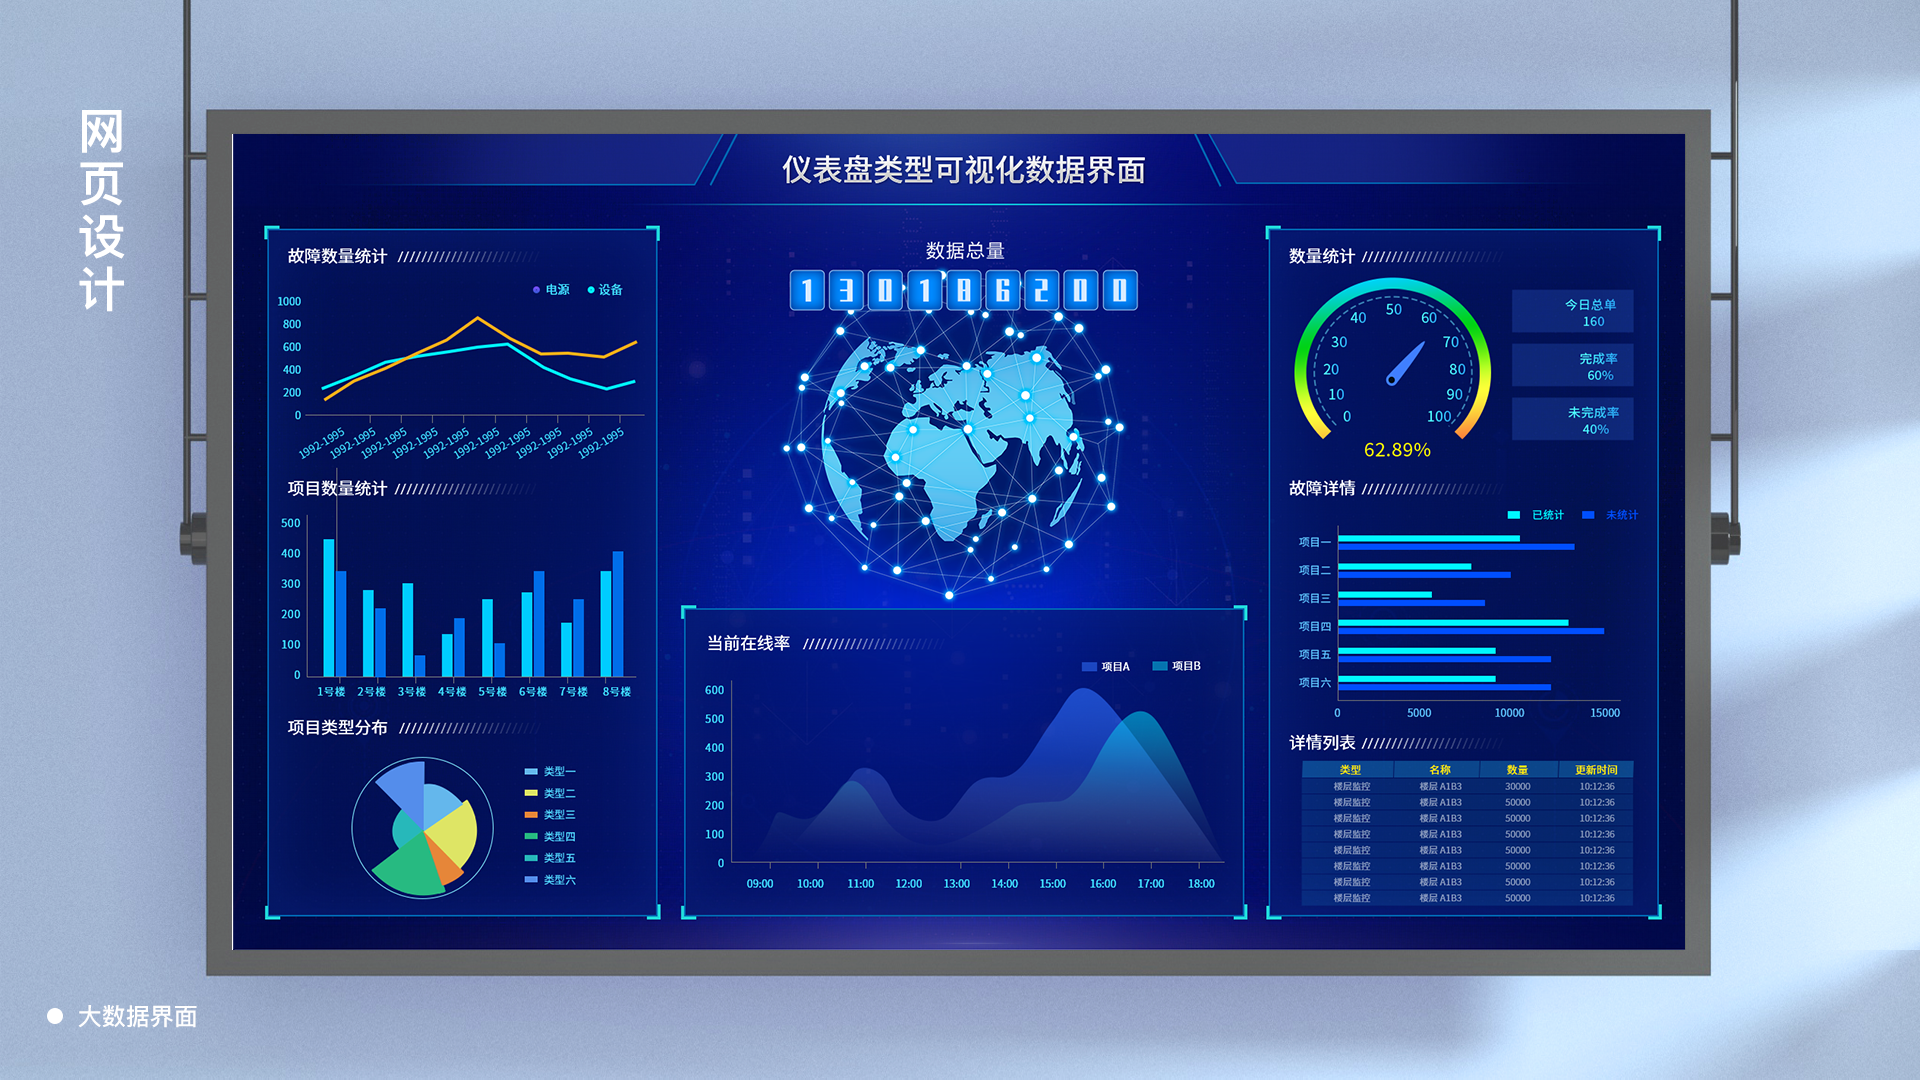 网页设计
仪表盘类型可视化数据界面
故障数量统计
电源 设备
1000
800
600
400
200
0
1992-1995 1992-1995 1992-1995 1992-1995 1992-1995 1992-1995 1992-1995 1992-1995 1992-1995 1992-1995
项目数量统计
500
400
300
200
100
0
1号楼 2号楼 3号楼 4号楼 5号楼 6号楼 7号楼 8号楼
项目类型分布
类型一
类型二
类型三
类型四
类型五
类型六
数据总量
130186200
当前在线率
项目A 项目B
600
500
400
300
200
100
0
09:00 10:00 11:00 12:00 13:00 14:00 15:00 16:00 17:00 18:00
数量统计
0 10 20 30 40 50 60 70 80 90 100
62.89%
今日总单
160
完成率
60%
未完成率
40%
故障详情
已统计 未统计
项目一
项目二
项目三
项目四
项目五
项目六
0 5000 10000 15000
详情列表
类型 名称 数量 更新时间
楼层监控 楼层 A1B3 30000 10:12:36
楼层监控 楼层 A1B3 50000 10:12:36
楼层监控 楼层 A1B3 50000 10:12:36
楼层监控 楼层 A1B3 50000 10:12:36
楼层监控 楼层 A1B3 50000 10:12:36
楼层监控 楼层 A1B3 50000 10:12:36
楼层监控 楼层 A1B3 50000 10:12:36
楼层监控 楼层 A1B3 50000 10:12:36
大数据界面